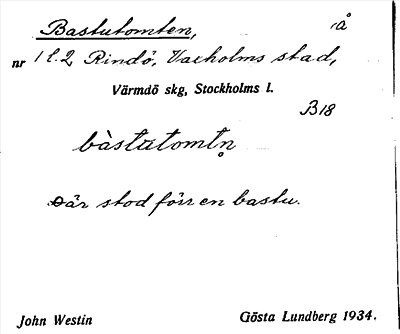 Bastutomten, å
nr 1 l. 2 Rindö, Vaxholms stad,
Värmdö skg, Stockholms l.
B18
bàstutomtn̥
Där stod förr en bastu.
John Westin Gösta Lundberg 1934.